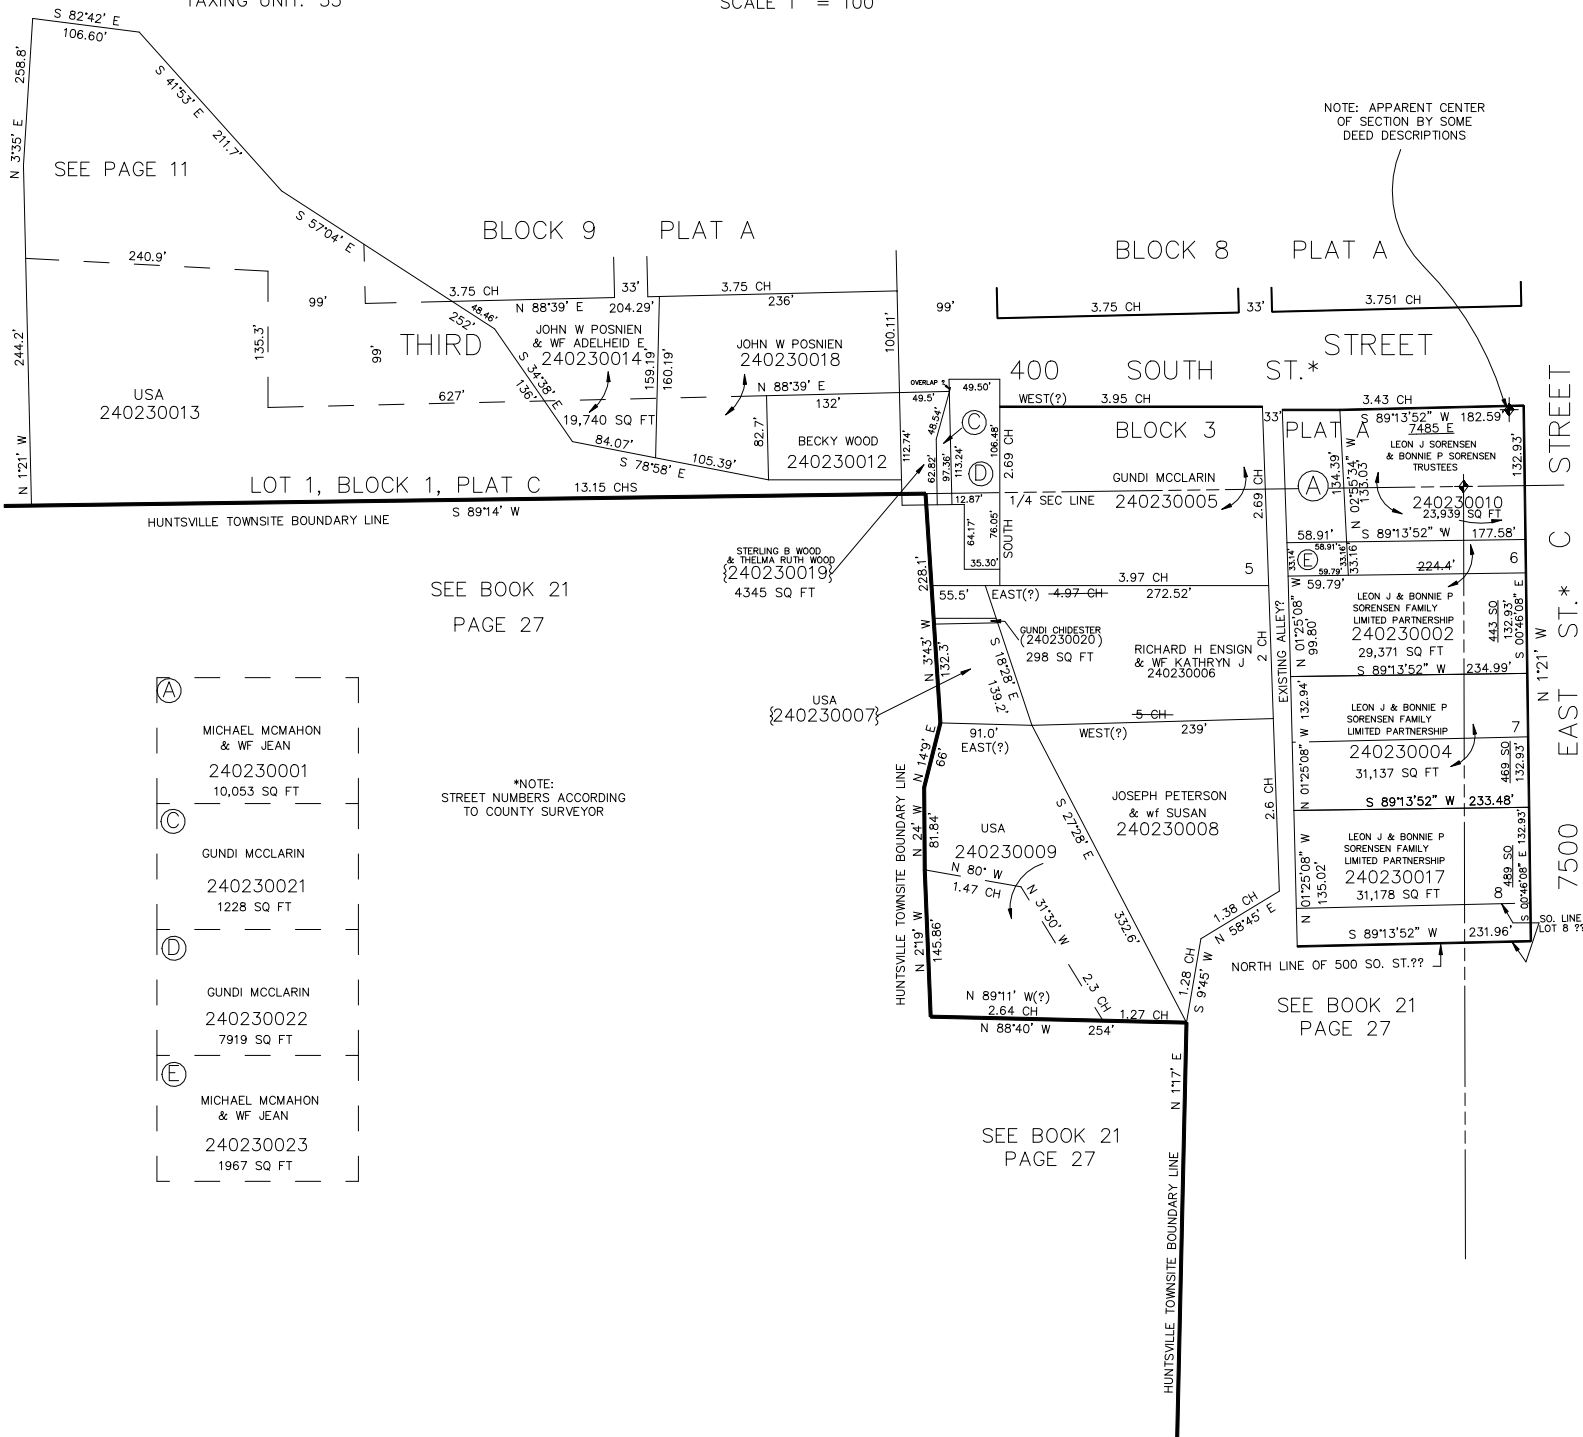 TAXING UNIT: 35
SCALE 1" = 100'
S 82°42' E
106.60'
258.8'
N 3°35' E
S 41°53' E
211.7'
SEE PAGE 11
S 57°04' E
240.9'
244.2'
N 1°21' W
135.3'
99'
99'
USA
240230013
BLOCK 9 PLAT A
3.75 CH
33'
3.75 CH
N 88°39' E 204.29'
236'
48.46'
252'
THIRD
JOHN W POSNIEN
& WF ADELHEID E
240230014
19,740 SQ FT
S 34°38' E
136'
159.19'
160.19'
627'
84.07'
S 78°58' E
105.39'
JOHN W POSNIEN
240230018
N 88°39' E
132'
82.7'
BECKY WOOD
240230012
100.11'
LOT 1, BLOCK 1, PLAT C
13.15 CHS
S 89°14' W
HUNTSVILLE TOWNSITE BOUNDARY LINE
SEE BOOK 21
PAGE 27
99'
OVERLAP ?
49.5'
49.50'
48.54'
112.74'
62.82'
97.36'
113.24'
106.48'
C
D
12.87'
64.17'
76.05'
35.30'
SOUTH
STERLING B WOOD
& THELMA RUTH WOOD
{240230019}
4345 SQ FT
BLOCK 8 PLAT A
3.75 CH
33'
3.751 CH
STREET
400 SOUTH ST.*
NOTE: APPARENT CENTER
OF SECTION BY SOME
DEED DESCRIPTIONS
WEST(?)
3.95 CH
33'
BLOCK 3 PLAT A
2.69 CH
2.69 CH
GUNDI MCCLARIN
240230005
1/4 SEC LINE
5
3.97 CH
3.43 CH
S 89°13'52" W 182.59'
7485 E
LEON J SORENSEN
& BONNIE P SORENSEN
TRUSTEES
240230010
23,939 SQ FT
132.93'
A
134.39'
N 02°55'34" W
133.03'
58.91'
S 89°13'52" W 177.58'
6
E
33.14'
58.91'
33.16'
33.16'
59.79'
59.79'
224.4'
LEON J & BONNIE P
SORENSEN FAMILY
LIMITED PARTNERSHIP
240230002
29,371 SQ FT
S 89°13'52" W 234.99'
N 01°25'08" W
99.80'
443 SO
132.93'
S 00°46'08" E
N 1°21' W
7500 EAST ST.* C STREET
EXISTING ALLEY?
LEON J & BONNIE P
SORENSEN FAMILY
LIMITED PARTNERSHIP
7
240230004
31,137 SQ FT
N 01°25'08" W 132.94'
469 SO
132.93'
S 89°13'52" W 233.48'
LEON J & BONNIE P
SORENSEN FAMILY
LIMITED PARTNERSHIP
240230017
31,178 SQ FT
N 01°25'08" W
135.02'
8
489 SO
S 00°46'08" E 132.93'
S 89°13'52" W 231.96'
SO. LINE
LOT 8 ??
NORTH LINE OF 500 SO. ST.??
SEE BOOK 21
PAGE 27
228.1'
N 3°43' W
132.3'
55.5'
EAST(?)
4.97 CH
272.52'
GUNDI CHIDESTER
(240230020)
298 SQ FT
S 18°28' E
139.2'
RICHARD H ENSIGN
& WF KATHRYN J
240230006
2 CH
USA
{240230007}
5 CH
91.0'
EAST(?)
WEST(?)
239'
N 14°9' E
66'
2.6 CH
JOSEPH PETERSON
& wf SUSAN
240230008
S 27°28' E
332.6'
USA
240230009
N 80° W
1.47 CH
N 31°30' W
2.3 CH
N 24' W
81.84'
N 2°19' W
145.86'
HUNTSVILLE TOWNSITE BOUNDARY LINE
1.38 CH
N 58°45' E
1.28 CH
S 9°45' W
N 89°11' W(?)
2.64 CH
1.27 CH
N 88°40' W
254'
N 1°17' E
SEE BOOK 21
PAGE 27
HUNTSVILLE TOWNSITE BOUNDARY LINE
*NOTE:
STREET NUMBERS ACCORDING
TO COUNTY SURVEYOR
A
MICHAEL MCMAHON
& WF JEAN
240230001
10,053 SQ FT
C
GUNDI MCCLARIN
240230021
1228 SQ FT
D
GUNDI MCCLARIN
240230022
7919 SQ FT
E
MICHAEL MCMAHON
& WF JEAN
240230023
1967 SQ FT